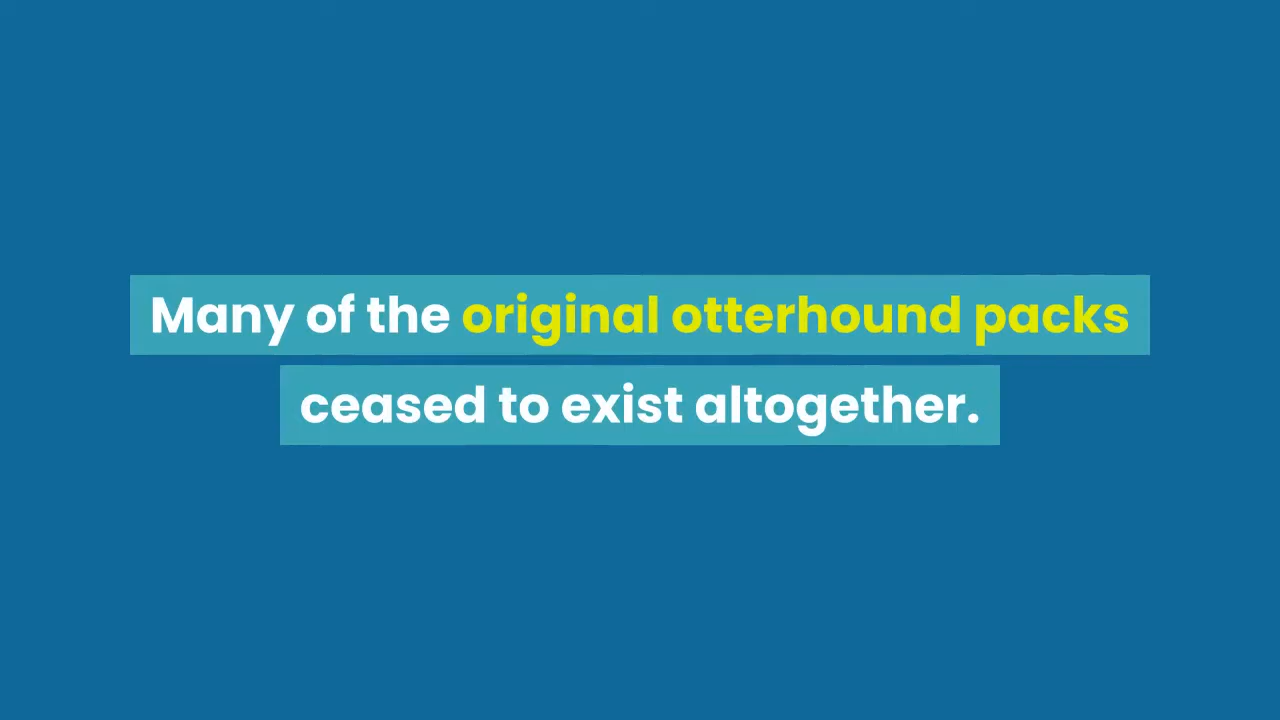 Many of the original otterhound packs
ceased to exist altogether.